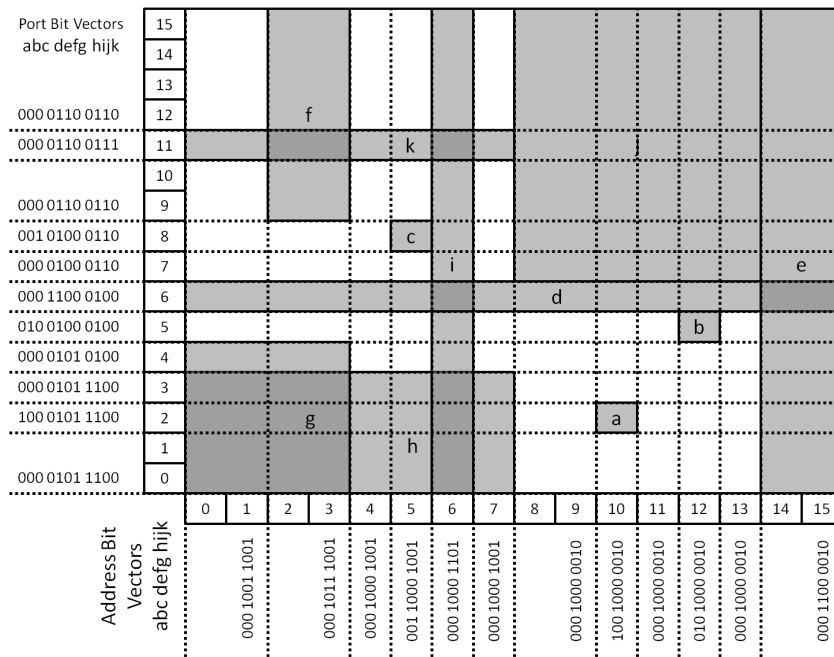 Port Bit Vectors
abc defg hijk
15
14
13
000 0110 0110 12 f
000 0110 0111 11 k j
10
000 0110 0110 9
001 0100 0110 8 c
000 0100 0110 7 i e
000 1100 0100 6 d
010 0100 0100 5 b
000 0101 0100 4
000 0101 1100 3
100 0101 1100 2 g a
1 h
000 0101 1100 0
0 1 2 3 4 5 6 7 8 9 10 11 12 13 14 15
Address Bit
Vectors
abc defg hijk
000 1001 1001
000 1011 1001
000 1000 1001
001 1000 1001
000 1000 1101
000 1000 1001
000 1000 0010
100 1000 0010
000 1000 0010
010 1000 0010
000 1000 0010
000 1100 0010